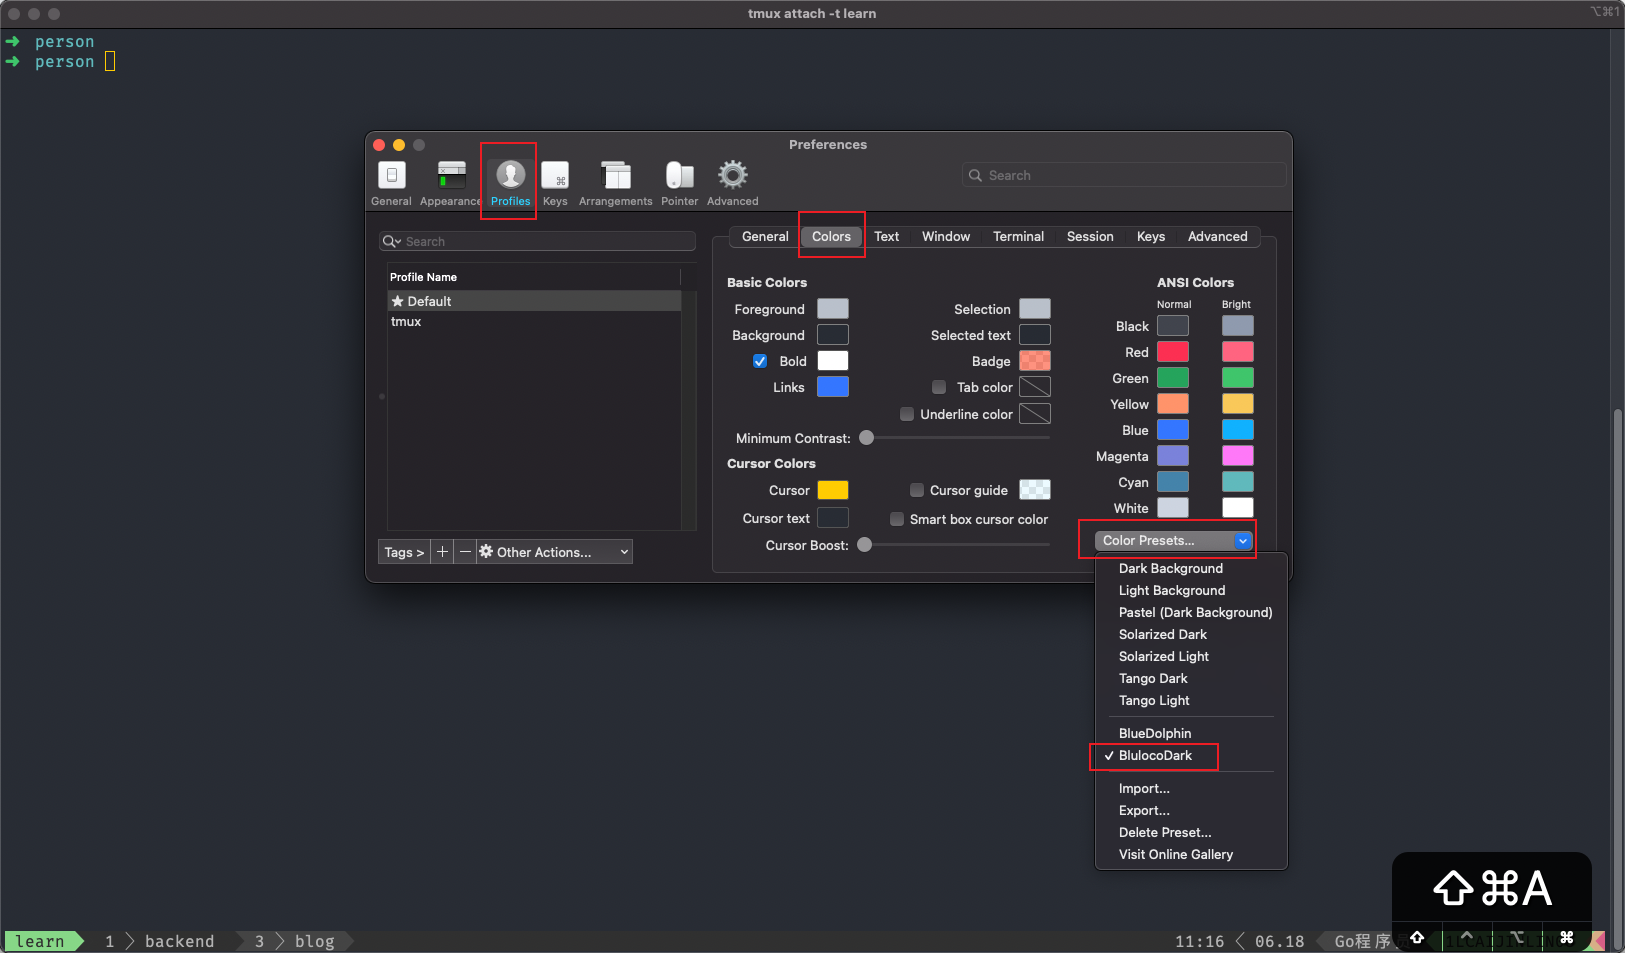 tmux attach -t learn
⌥⌘1
➜ person
➜ person
Preferences
General Appearance Profiles Keys Arrangements Pointer Advanced
Search
Search
Profile Name
★ Default
tmux
Tags > + − Other Actions...
General Colors Text Window Terminal Session Keys Advanced
Basic Colors
Foreground
Background
Bold
Links
Selection
Selected text
Badge
Tab color
Underline color
Minimum Contrast:
Cursor Colors
Cursor
Cursor text
Cursor guide
Smart box cursor color
Cursor Boost:
ANSI Colors
Normal Bright
Black
Red
Green
Yellow
Blue
Magenta
Cyan
White
Color Presets...
Dark Background
Light Background
Pastel (Dark Background)
Solarized Dark
Solarized Light
Tango Dark
Tango Light
BlueDolphin
✓ BlulocoDark
Import...
Export...
Delete Preset...
Visit Online Gallery
⇧⌘A
⇧ ^ ⌥ ⌘
learn 1 backend 3 blog
11:16 06.18 Go程序